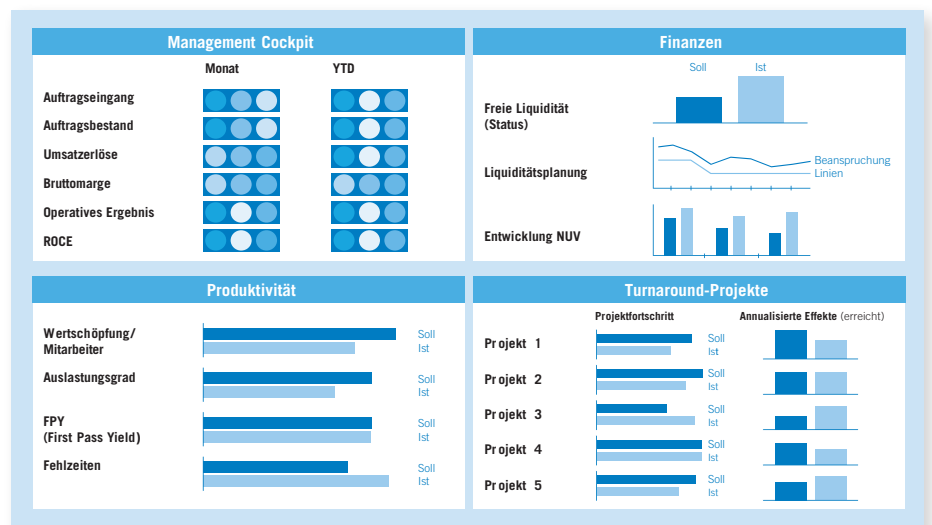 Management Cockpit
Monat YTD
Auftragseingang
Auftragsbestand
Umsatzerlöse
Bruttomarge
Operatives Ergebnis
ROCE
Finanzen
Soll Ist
Freie Liquidität
(Status)
Liquiditätsplanung
Beanspruchung
Linien
Entwicklung NUV
Produktivität
Wertschöpfung/
Mitarbeiter
Soll
Ist
Auslastungsgrad
Soll
Ist
FPY
(First Pass Yield)
Soll
Ist
Fehlzeiten
Soll
Ist
Turnaround-Projekte
Projektfortschritt Annualisierte Effekte (erreicht)
Projekt 1
Soll
Ist
Projekt 2
Soll
Ist
Projekt 3
Soll
Ist
Projekt 4
Soll
Ist
Projekt 5
Soll
Ist